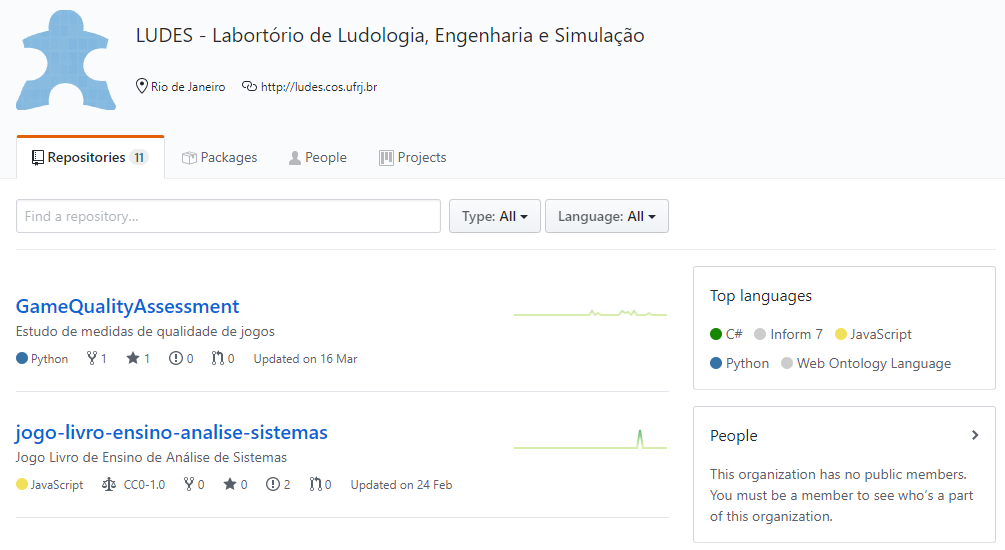 LUDES - Labortório de Ludologia, Engenharia e Simulação
Rio de Janeiro http://ludes.cos.ufrj.br
Repositories 11 Packages People Projects
Find a repository... Type: All Language: All
GameQualityAssessment
Estudo de medidas de qualidade de jogos
Python 1 1 0 0 Updated on 16 Mar
jogo-livro-ensino-analise-sistemas
Jogo Livro de Ensino de Análise de Sistemas
JavaScript CC0-1.0 0 0 2 0 Updated on 24 Feb
Top languages
C# Inform 7 JavaScript
Python Web Ontology Language
People
This organization has no public members.
You must be a member to see who's a part
of this organization.